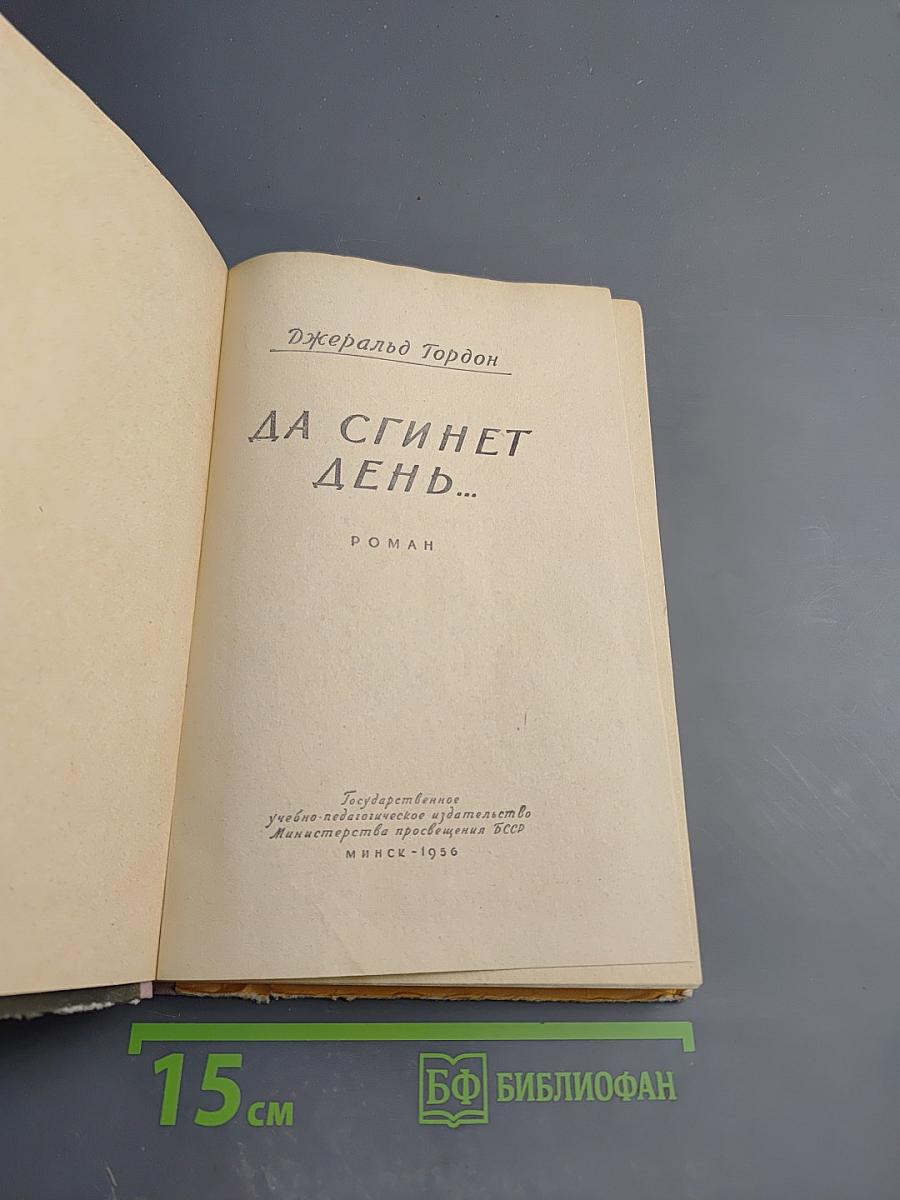 Джеральд Гордон
ДА СГИНЕТ
ДЕНЬ...
РОМАН
Государственное
учебно-педагогическое издательство
Министерства просвещения БССР
МИНСК - 1956
15 см
БФ БИБЛИОФАН